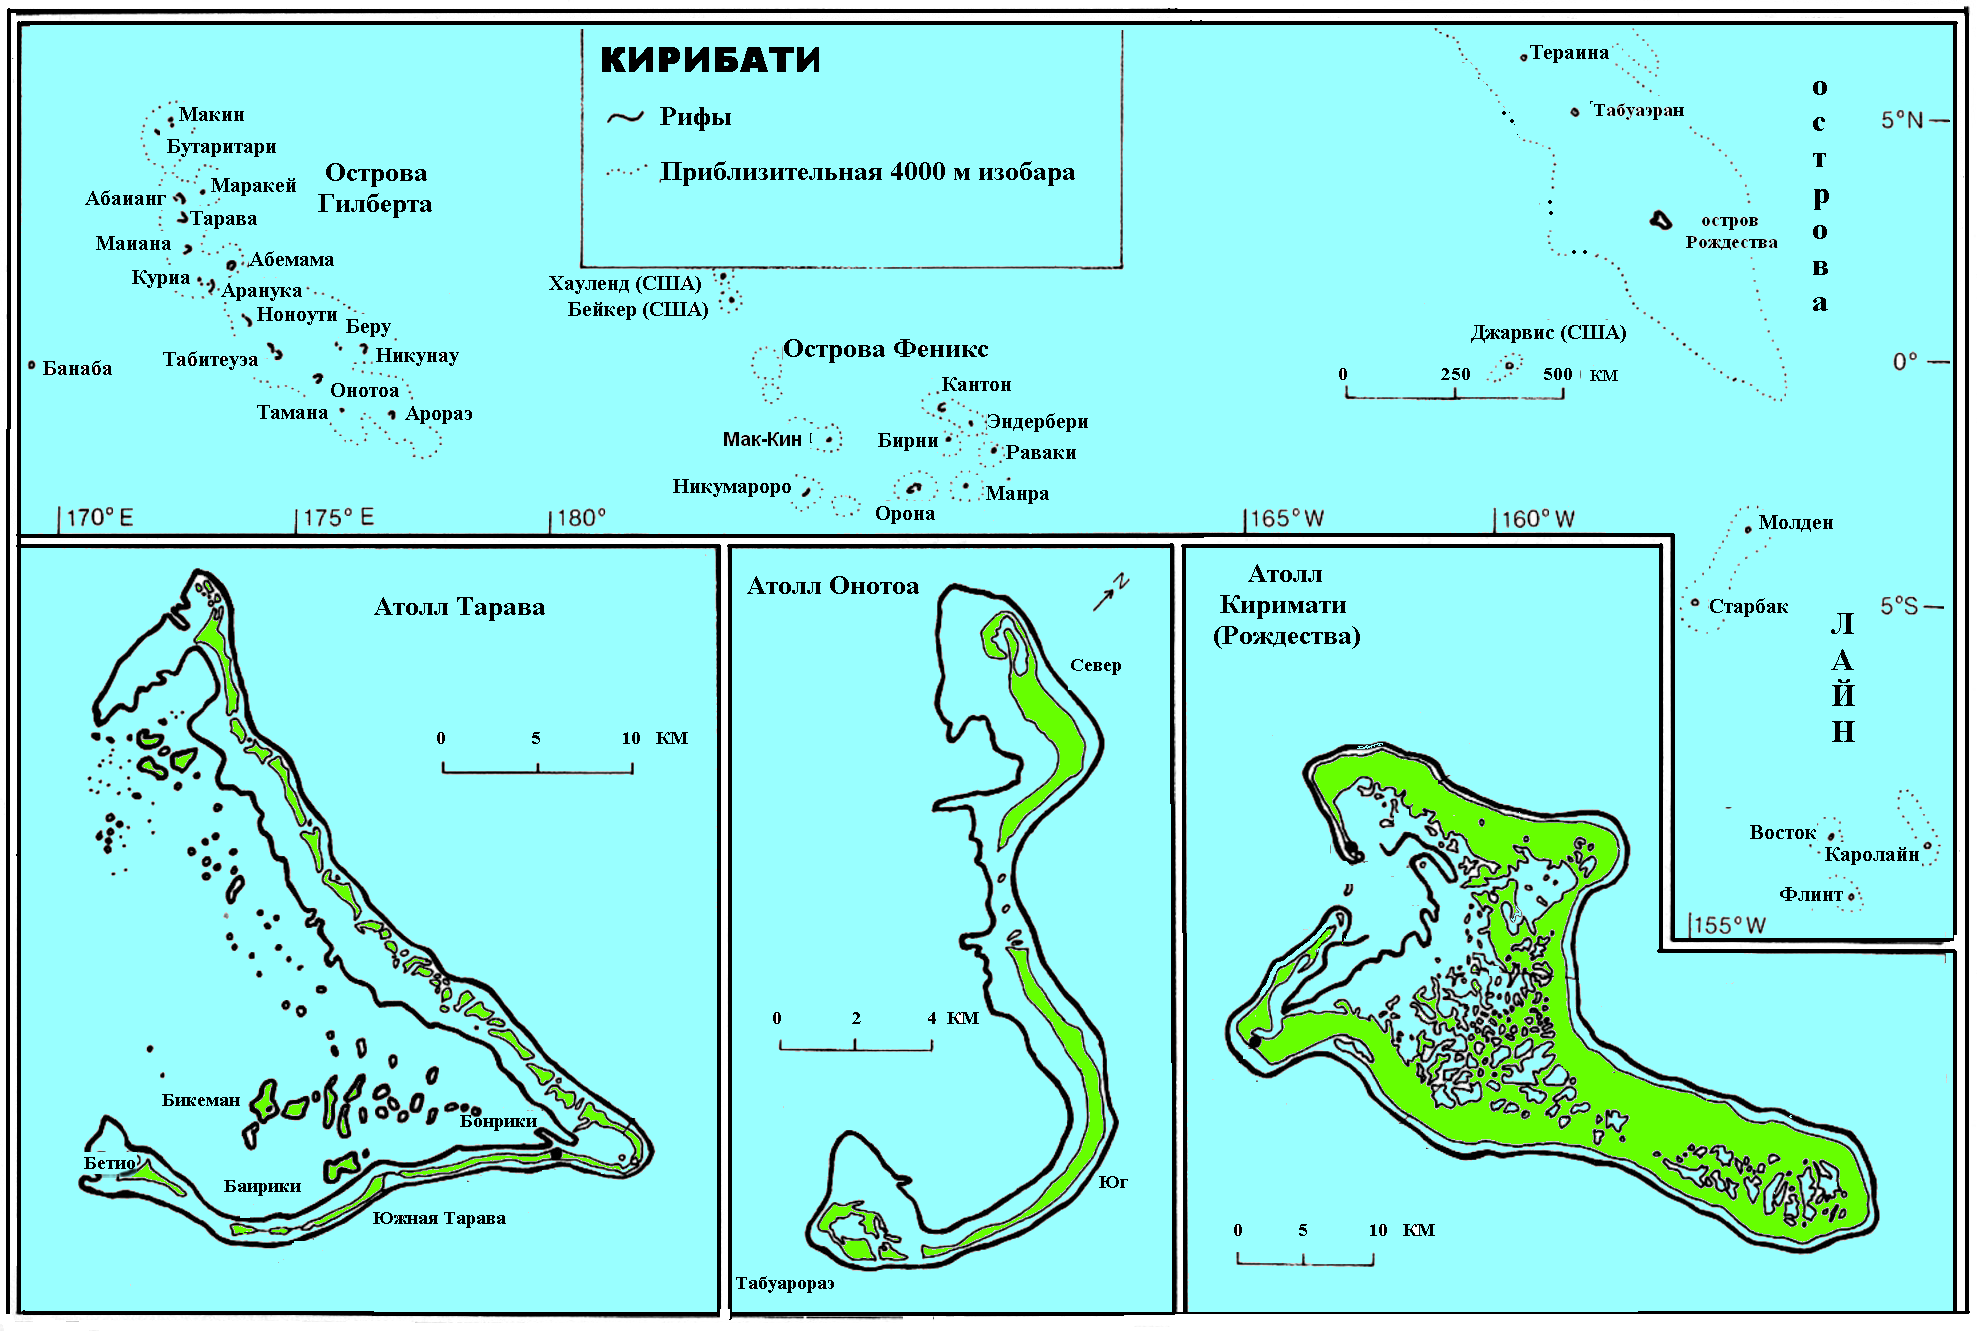 КИРИБАТИ
Рифы
Приблизительная 4000 м изобара
Макин
Бутаритари
Острова
Гилберта
Маракей
Абаианг
Тарава
Маиана
Абемама
Куриа
Аранука
Ноноути
Беру
Табитеуэа
Никунау
Банаба
Онотоа
Тамана
Арораэ
Хауленд (США)
Бейкер (США)
Острова Феникс
Кантон
Эндербери
Мак-Кин
Бирни
Раваки
Никумароро
Манра
Орона
Тераина
Табуаэран
остров
Рождества
Джарвис (США)
0 250 500 КМ
О
С
Т
Р
О
В
А
5°N
0°
5°S
170°E
175°E
180°
165°W
160°W
155°W
Молден
Старбак
Л
А
Й
Н
Восток
Каролайн
Флинт
Атолл Тарава
0 5 10 КМ
Бикеман
Бонрики
Бетио
Баирики
Южная Тарава
Атолл Онотоа
N
Север
0 2 4 КМ
Юг
Табуарораэ
Атолл
Киримати
(Рождества)
0 5 10 КМ